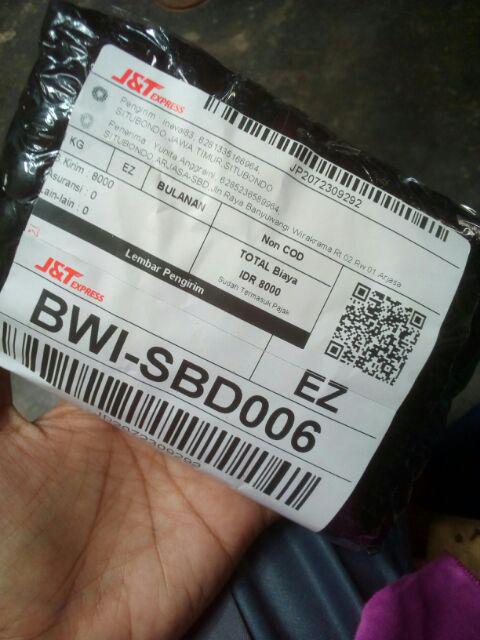 J&T EXPRESS
JP2072309292
Pengirim : Inayai83, 6281335166964,
SITUBONDO, JAWA TIMUR, SITUBONDO
Penerima : Yunita Anggraini, 6285236589964,
SITUBONDO, ARJASA-SBD, Jln Raya Banyuwangi Wirakrama Rt.02 Rw.01 Arjasa
KG
EZ
BULANAN
Non COD
Kirim : 8000
Asuransi : 0
Lain-lain : 0
TOTAL Biaya
IDR 8000
Sudah Termasuk Pajak
Lembar Pengirim
J&T EXPRESS
EZ
BWI-SBD006